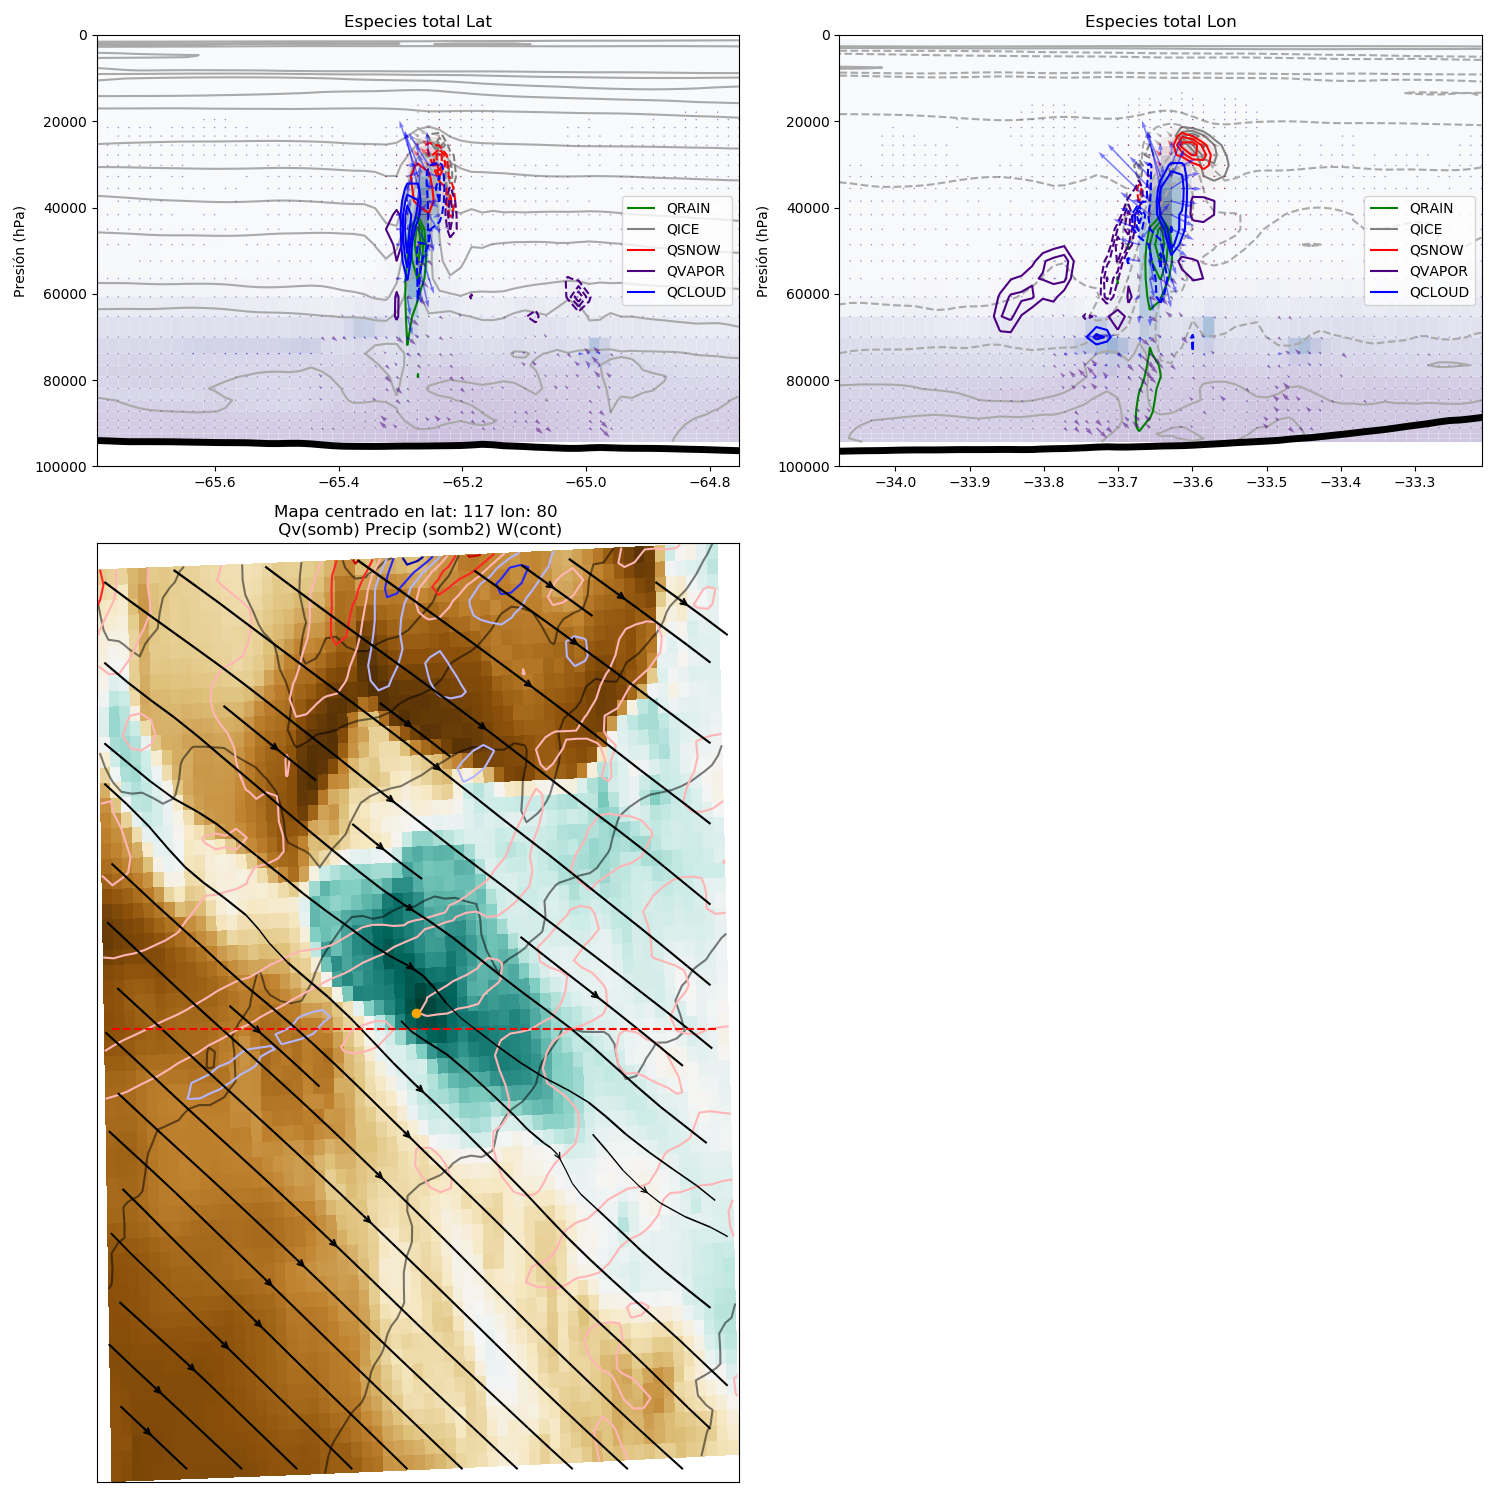 Especies total Lat
0
20000
40000
60000
80000
100000
Presión (hPa)
QRAIN
QICE
QSNOW
QVAPOR
QCLOUD
−65.6
−65.4
−65.2
−65.0
−64.8
Especies total Lon
0
20000
40000
60000
80000
100000
Presión (hPa)
QRAIN
QICE
QSNOW
QVAPOR
QCLOUD
−34.0
−33.9
−33.8
−33.7
−33.6
−33.5
−33.4
−33.3
Mapa centrado en lat: 117 lon: 80
Qv(somb) Precip (somb2) W(cont)